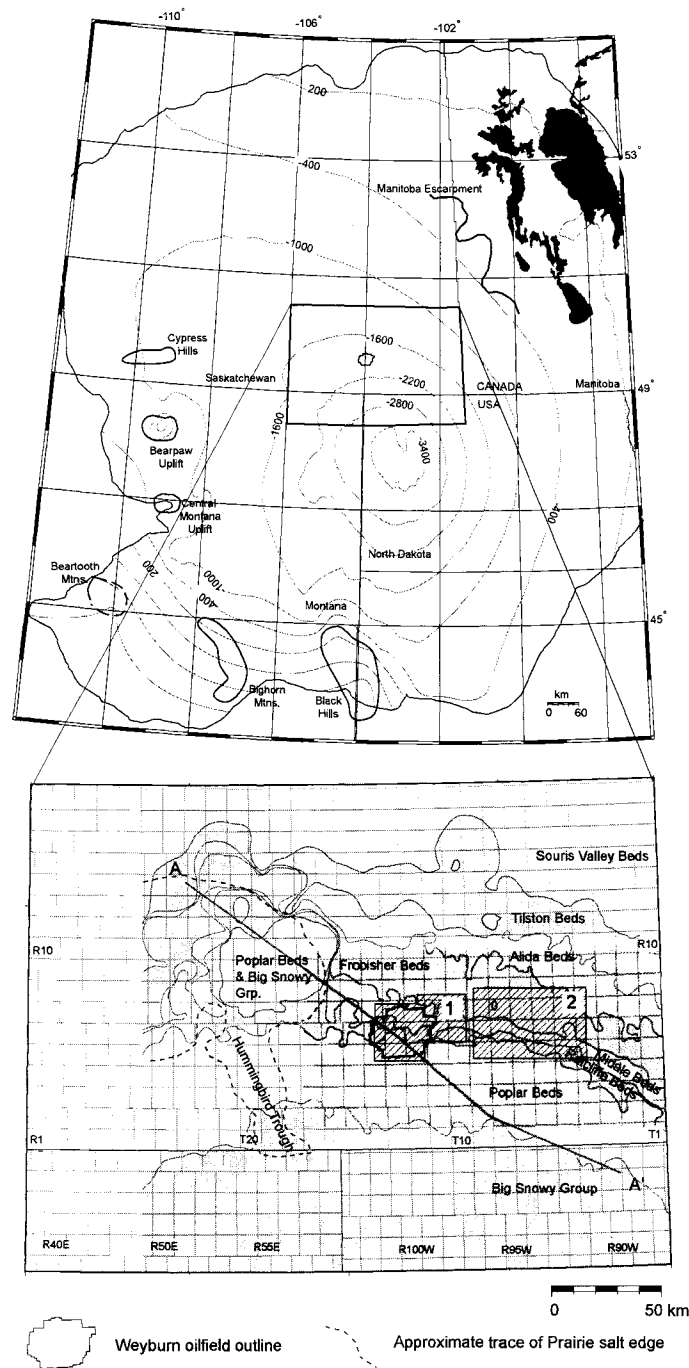 -110°
-106°
-102°
200
-400
53°
Manitoba Escarpment
-1000
Cypress
Hills
-1600
Saskatchewan
-2200
CANADA
Manitoba
49°
-2800
USA
-1600
-3400
Bearpaw
Uplift
Central
Montana
Uplift
-400
North Dakota
Beartooth
Mtns.
200
-1000
-400
Montana
45°
Bighorn
Mtns.
Black
Hills
km
0 60
Souris Valley Beds
A
Tilston Beds
R10
Poplar Beds
& Big Snowy
Grp.
Frobisher Beds
Alida Beds
R10
1
2
Hummingbird Trough
Midale Beds
Ratcliffe Beds
Poplar Beds
R1
T20
T10
T1
Big Snowy Group
A'
R40E
R50E
R55E
R100W
R95W
R90W
0 50 km
Weyburn oilfield outline
Approximate trace of Prairie salt edge